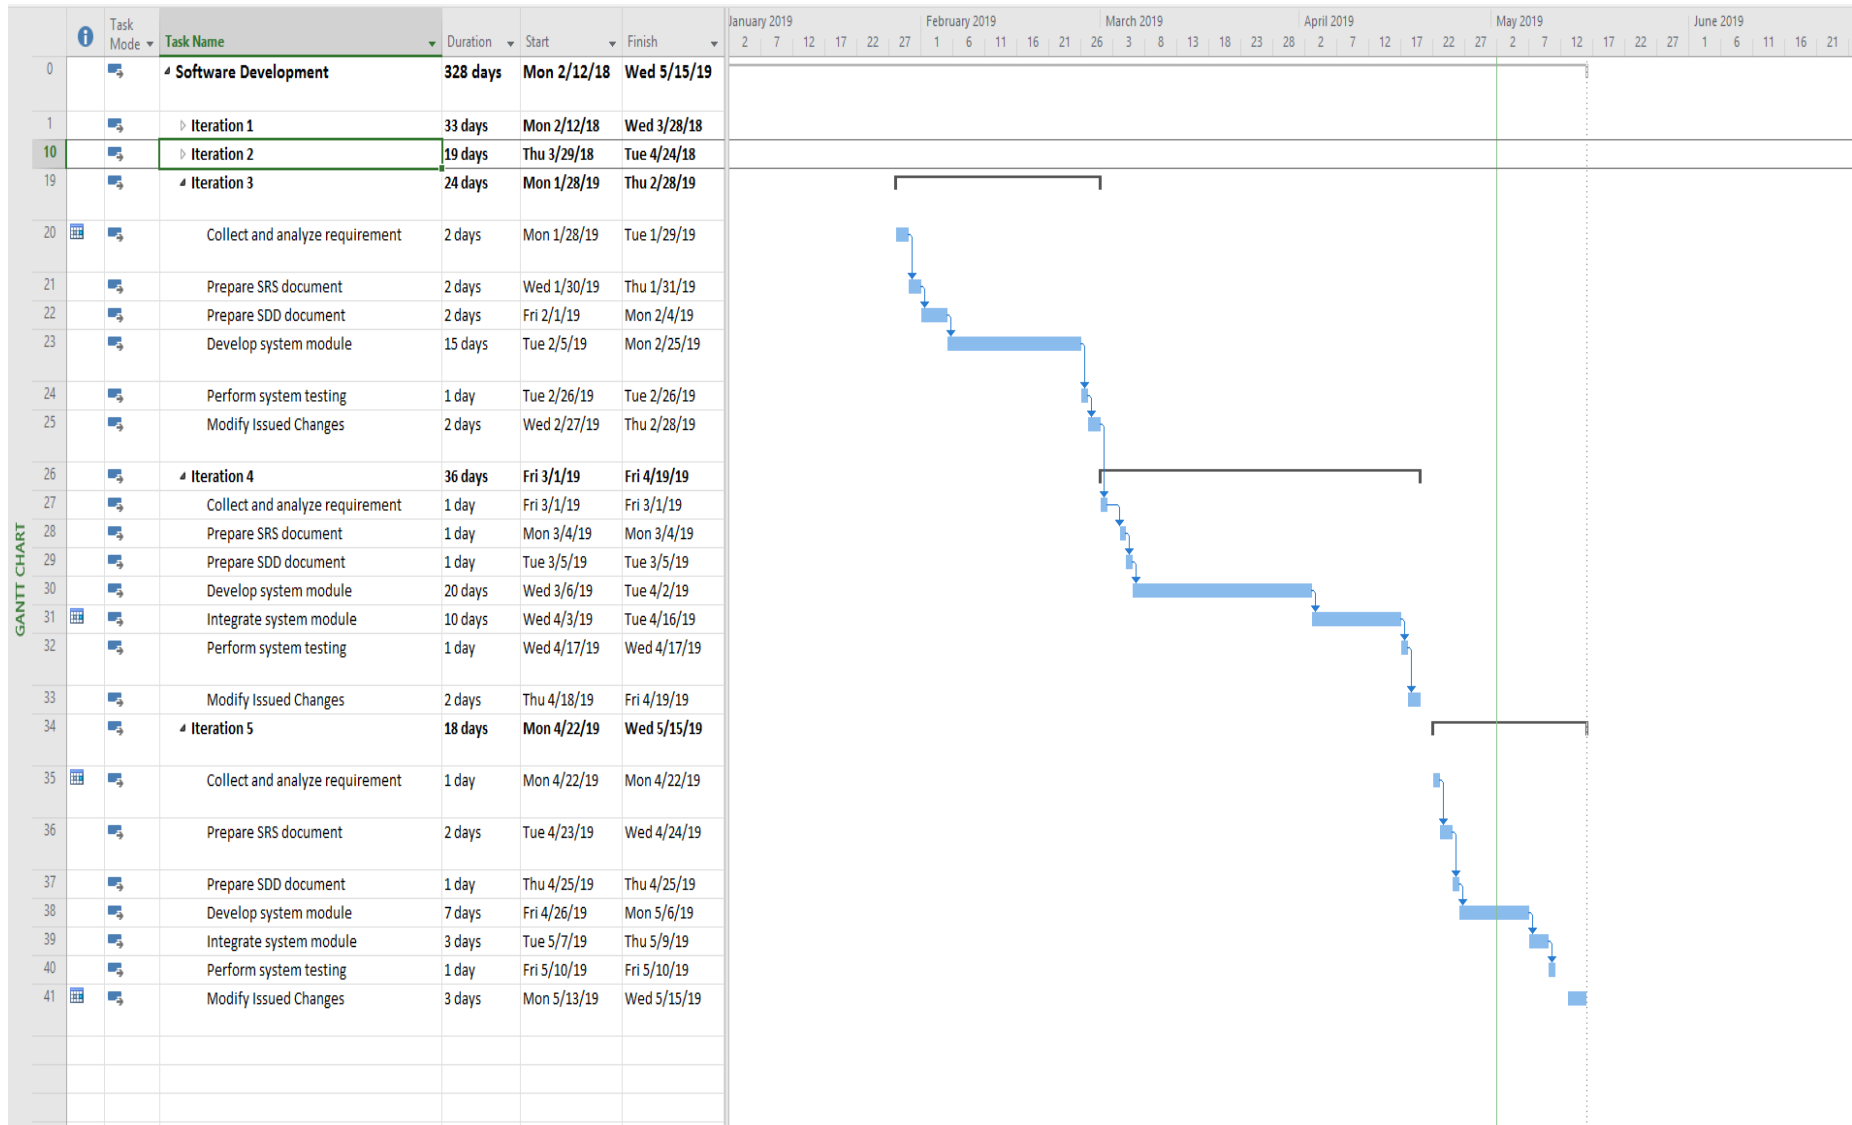 Task Mode Task Name Duration Start Finish
January 2019 February 2019 March 2019 April 2019 May 2019 June 2019
2 7 12 17 22 27 1 6 11 16 21 26 3 8 13 18 23 28 2 7 12 17 22 27 2 7 12 17 22 27 1 6 11 16 21
0 Software Development 328 days Mon 2/12/18 Wed 5/15/19
1 Iteration 1 33 days Mon 2/12/18 Wed 3/28/18
10 Iteration 2 19 days Thu 3/29/18 Tue 4/24/18
19 Iteration 3 24 days Mon 1/28/19 Thu 2/28/19
20 Collect and analyze requirement 2 days Mon 1/28/19 Tue 1/29/19
21 Prepare SRS document 2 days Wed 1/30/19 Thu 1/31/19
22 Prepare SDD document 2 days Fri 2/1/19 Mon 2/4/19
23 Develop system module 15 days Tue 2/5/19 Mon 2/25/19
24 Perform system testing 1 day Tue 2/26/19 Tue 2/26/19
25 Modify Issued Changes 2 days Wed 2/27/19 Thu 2/28/19
26 Iteration 4 36 days Fri 3/1/19 Fri 4/19/19
27 Collect and analyze requirement 1 day Fri 3/1/19 Fri 3/1/19
28 Prepare SRS document 1 day Mon 3/4/19 Mon 3/4/19
29 Prepare SDD document 1 day Tue 3/5/19 Tue 3/5/19
30 Develop system module 20 days Wed 3/6/19 Tue 4/2/19
31 Integrate system module 10 days Wed 4/3/19 Tue 4/16/19
32 Perform system testing 1 day Wed 4/17/19 Wed 4/17/19
33 Modify Issued Changes 2 days Thu 4/18/19 Fri 4/19/19
34 Iteration 5 18 days Mon 4/22/19 Wed 5/15/19
35 Collect and analyze requirement 1 day Mon 4/22/19 Mon 4/22/19
36 Prepare SRS document 2 days Tue 4/23/19 Wed 4/24/19
37 Prepare SDD document 1 day Thu 4/25/19 Thu 4/25/19
38 Develop system module 7 days Fri 4/26/19 Mon 5/6/19
39 Integrate system module 3 days Tue 5/7/19 Thu 5/9/19
40 Perform system testing 1 day Fri 5/10/19 Fri 5/10/19
41 Modify Issued Changes 3 days Mon 5/13/19 Wed 5/15/19
GANTT CHART